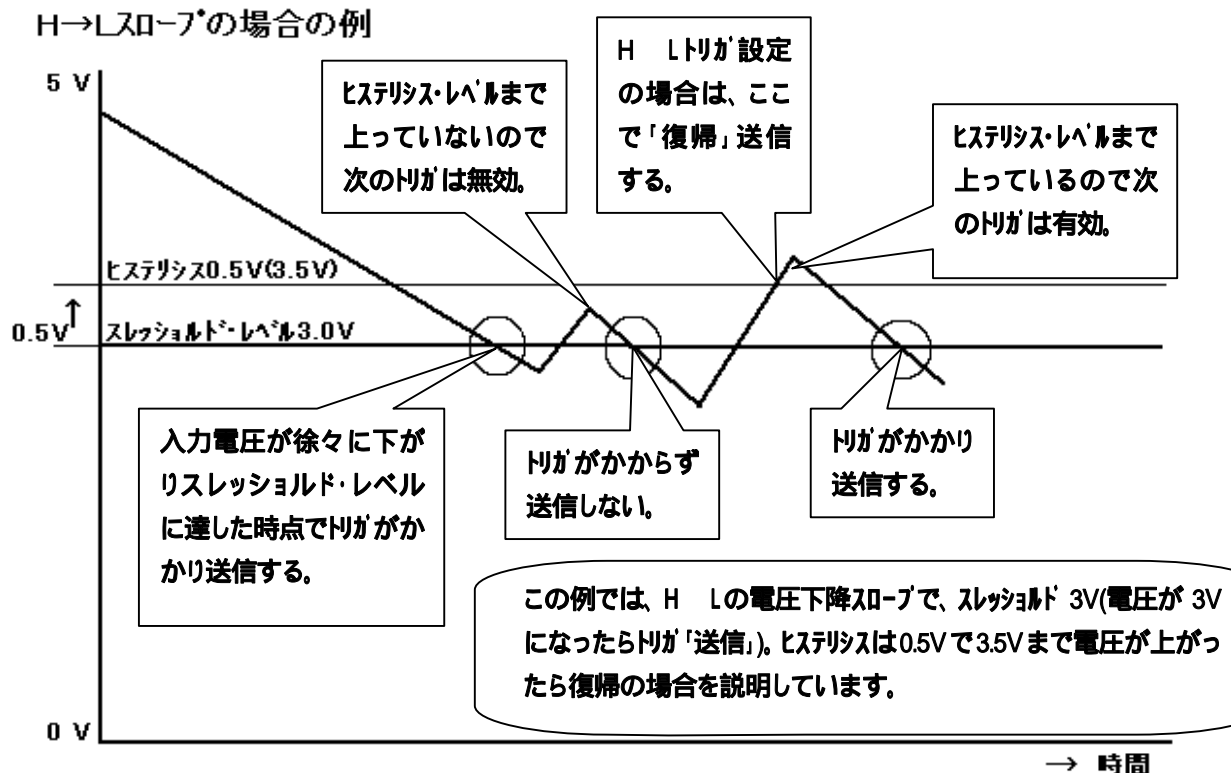 H→Lスロープの場合の例
5 V
ヒステリシス・レベルまで
上っていないので
次のトリガは無効。
H　Lトリガ設定
の場合は、ここ
で「復帰」送信
する。
ヒステリシス・レベルまで
上っているので次
のトリガは有効。
ヒステリシス0.5V(3.5V)
0.5V↑
スレッショルド・レベル3.0V
入力電圧が徐々に下が
りスレッショルド・レベル
に達した時点でトリガがか
かり送信する。
トリガがかからず
送信しない。
トリガがかかり
送信する。
この例では、H　Lの電圧下降スロープで、スレッショルド 3V(電圧が 3V
になったらトリガ「送信」)。ヒステリシスは0.5Vで3.5Vまで電圧が上がっ
たら復帰の場合を説明しています。
0 V
→ 時間